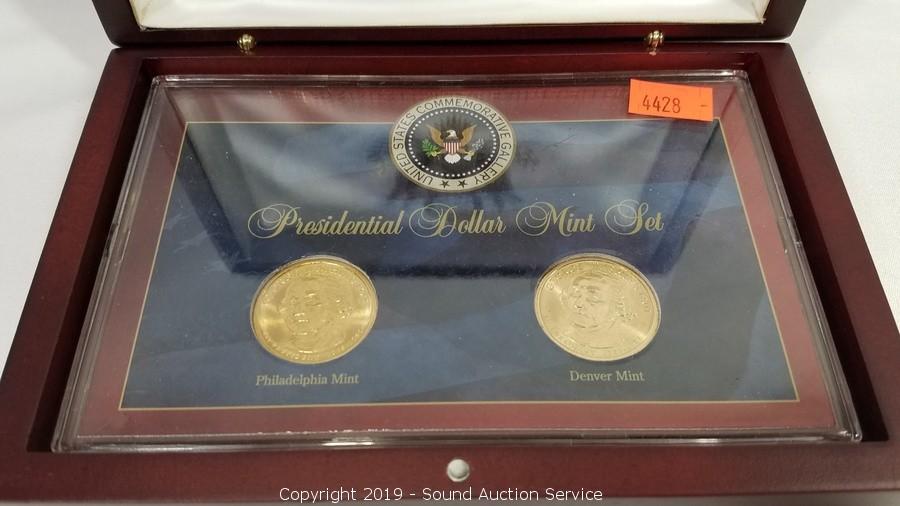 4428 -
UNITED STATES COMMEMORATIVE GALLERY
Presidential Dollar Mint Set
Philadelphia Mint
Denver Mint
Copyright 2019 - Sound Auction Service